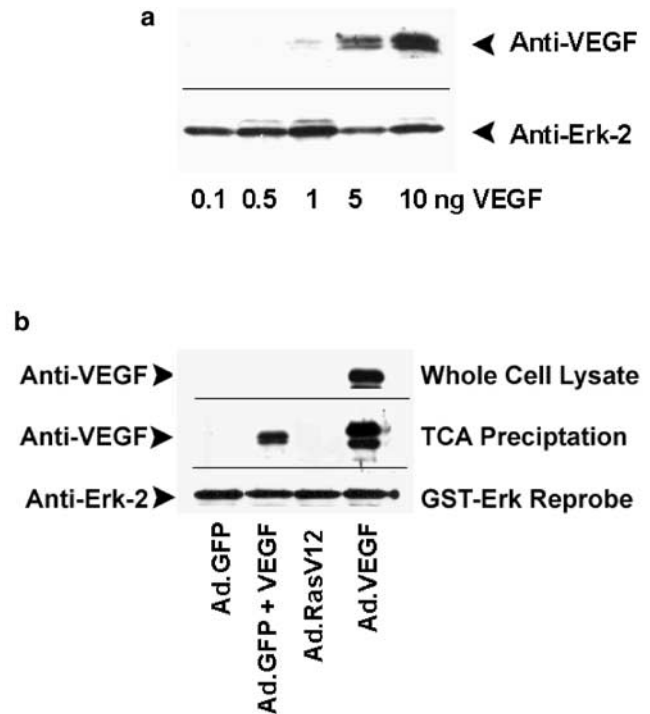 a
Anti-VEGF
Anti-Erk-2
0.1 0.5 1 5 10 ng VEGF
b
Anti-VEGF Whole Cell Lysate
Anti-VEGF TCA Preciptation
Anti-Erk-2 GST-Erk Reprobe
Ad.GFP
Ad.GFP + VEGF
Ad.RasV12
Ad.VEGF